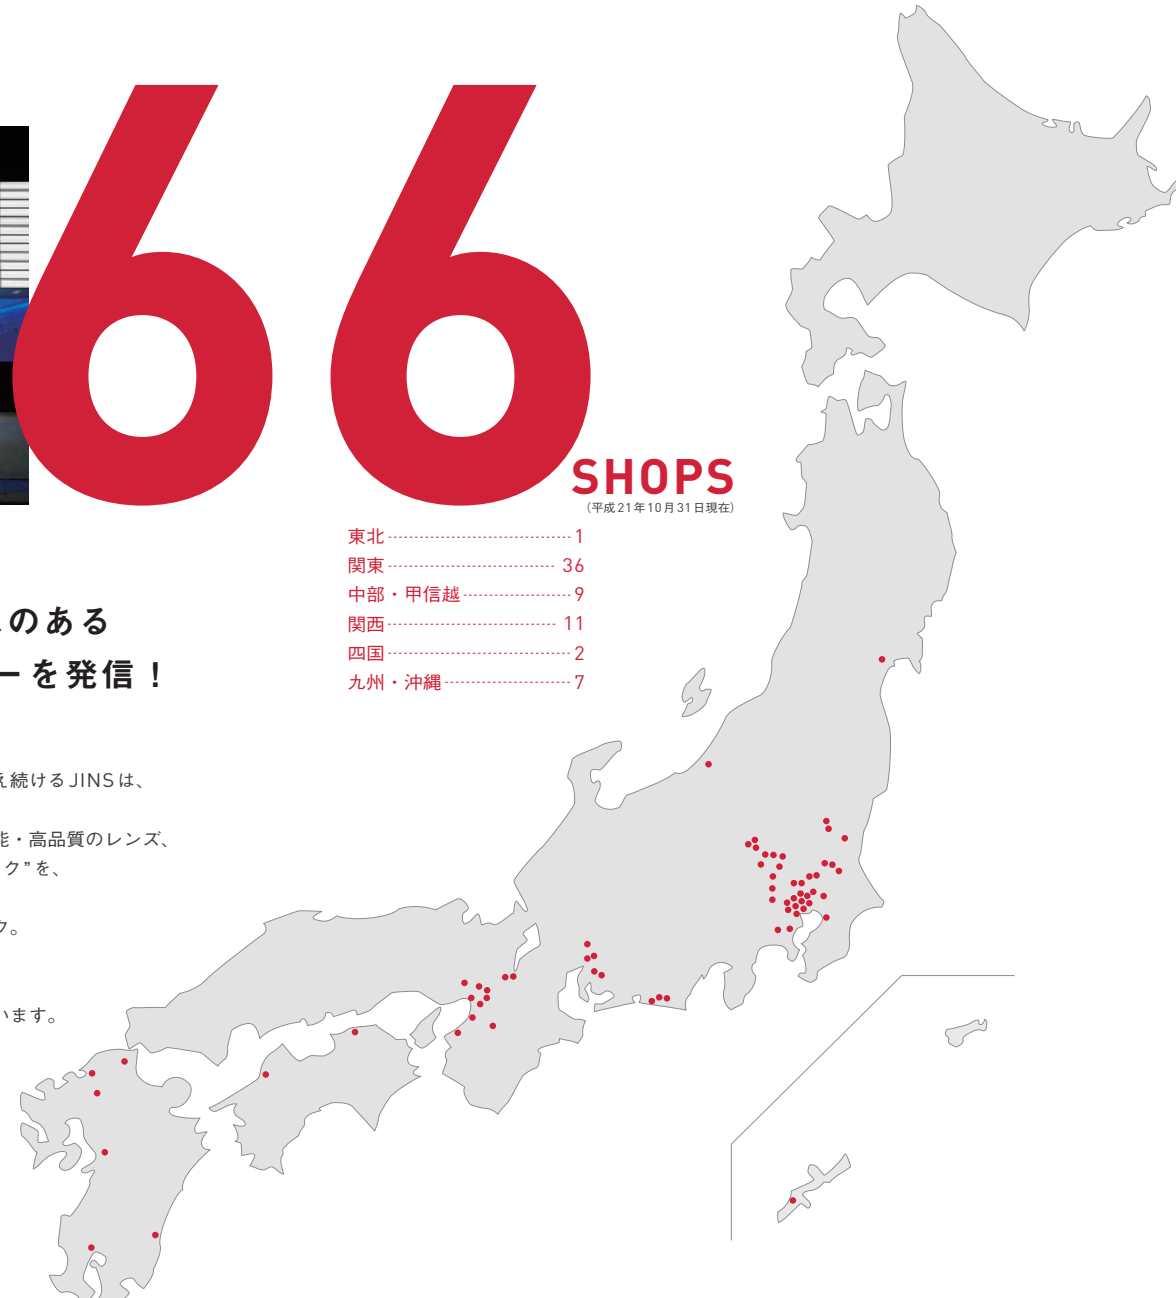 66
SHOPS
（平成21年10月31日現在）
東北 1
関東 36
中部・甲信越 9
関西 11
四国 2
九州・沖縄 7
のある
ーを発信！
続けるJINSは、
・高品質のレンズ、
ク”を、
。
います。